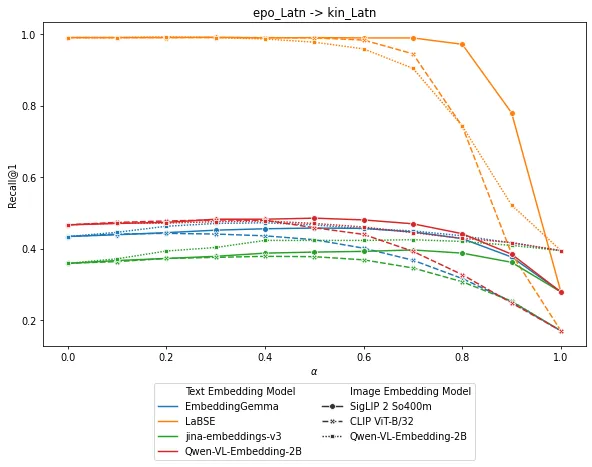 epo_Latn -> kin_Latn
Recall@1
1.0
0.8
0.6
0.4
0.2
0.0 0.2 0.4 0.6 0.8 1.0
α
Text Embedding Model
EmbeddingGemma
LaBSE
jina-embeddings-v3
Qwen-VL-Embedding-2B
Image Embedding Model
SigLIP 2 So400m
CLIP ViT-B/32
Qwen-VL-Embedding-2B